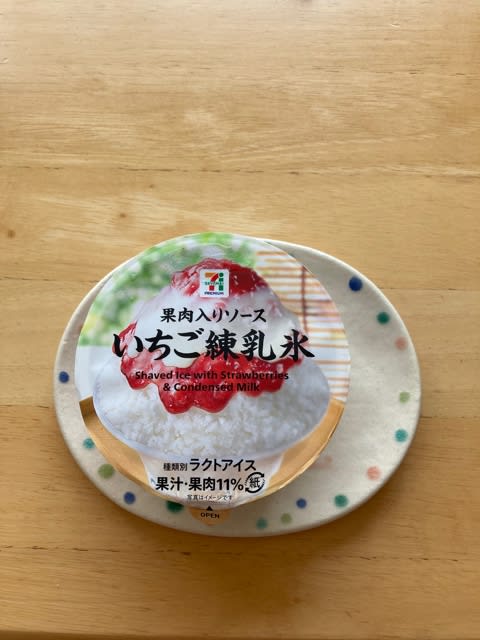 SEVEN
PREMIUM
果肉入りソース
いちご練乳氷
Shaved Ice with Strawberries
& Condensed Milk
種類別 ラクトアイス
果汁・果肉11% 紙
写真はイメージです
OPEN